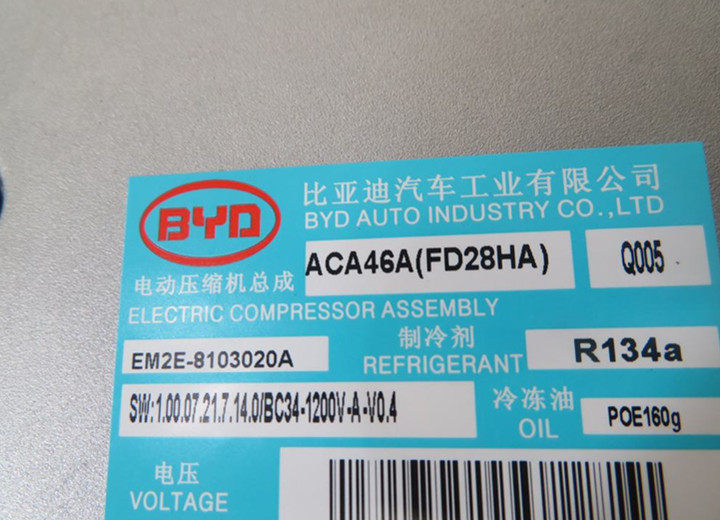 BYD
比亚迪汽车工业有限公司
BYD AUTO INDUSTRY CO.,LTD
电动压缩机总成
ACA46A(FD28HA)
Q005
ELECTRIC COMPRESSOR ASSEMBLY
EM2E-8103020A
制冷剂
REFRIGERANT
R134a
SW:1.00.07.21.7.14.0/BC34-1200V-A-V0.4
冷冻油
OIL
POE160g
电压
VOLTAGE